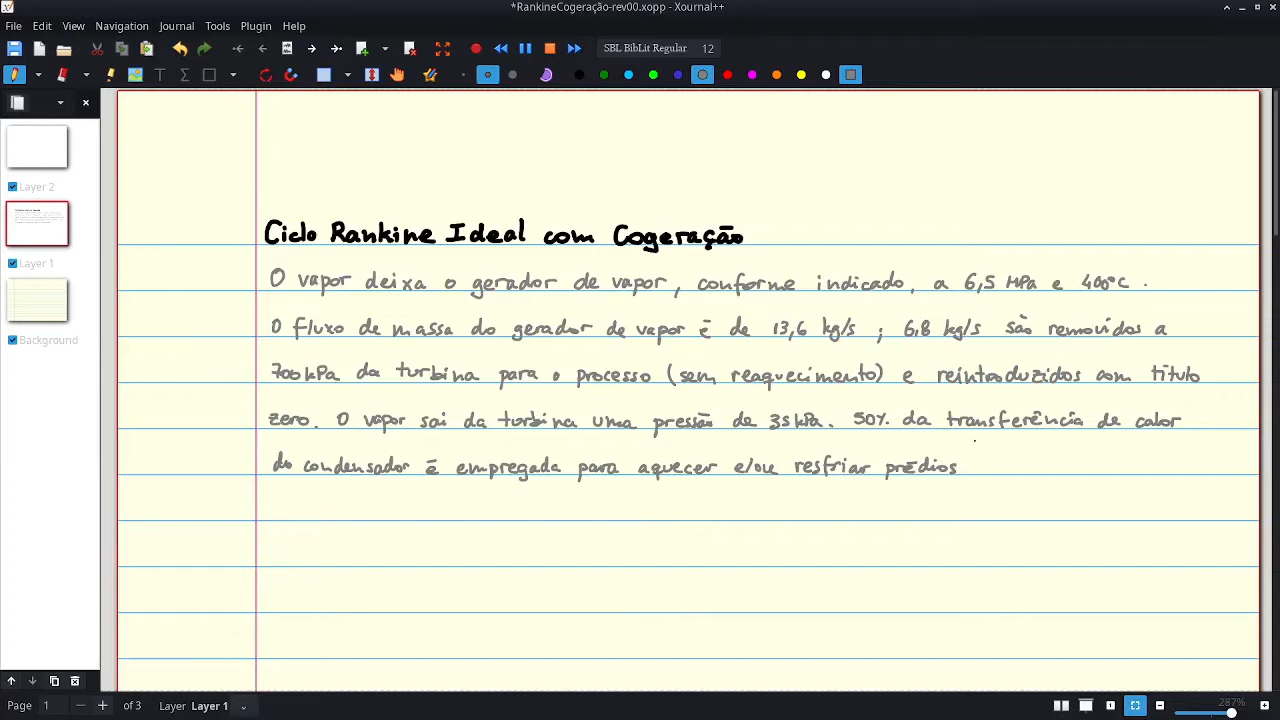 *RankineCogeração-rev00.xopp - Xournal++
File Edit View Navigation Journal Tools Plugin Help
SBL BibLit Regular 12
Layer 2
Layer 1
Background
Ciclo Rankine Ideal com Cogeração
O vapor deixa o gerador de vapor, conforme indicado, a 6,5 MPa e 400°C.
O fluxo de massa do gerador de vapor é de 13,6 kg/s ; 6.8 kg/s são removidos a
700kPa da turbina para o processo (sem reaquecimento) e reintroduzidos com título
zero. O vapor sai da turbina uma pressão de 35kPa. 50% da transferência de calor
do condensador é empregada para aquecer e/ou resfriar prédios
Page 1 of 3 Layer Layer 1 287%